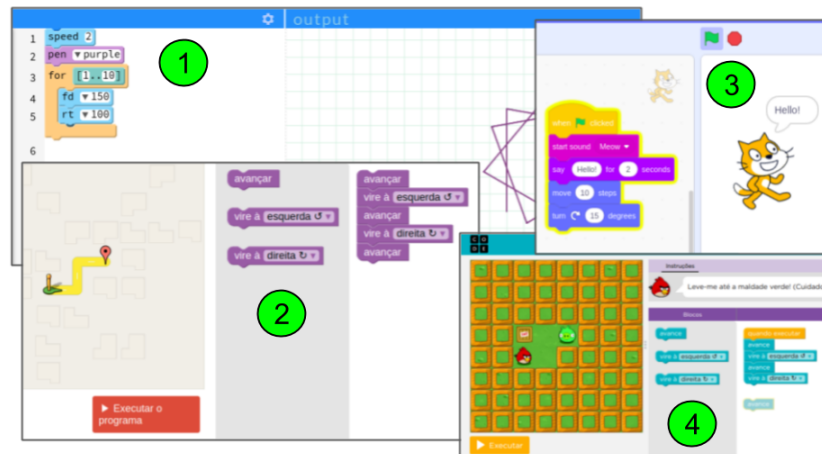 output
1 speed 2
2 pen ▾ purple
3 for [1..10]
4 fd ▾ 150
5 rt ▾ 100
6
1
avançar
vire à esquerda ↺ ▾
vire à direita ↻ ▾
avançar
vire à esquerda ↺ ▾
avançar
vire à direita ↻ ▾
avançar
2
▶ Executar o
programa
when clicked
start sound Meow ▾
say Hello! for 2 seconds
move 10 steps
turn ↻ 15 degrees
3
Hello!
C O
D E
Instruções
Leve-me até a maldade verde! (Cuidado
Blocos
avance
vire à esquerda ↺ ▾
vire à direita ↻ ▾
quando executar
avance
vire à esquerda ↺ ▾
avance
vire à direita ↻ ▾
avance
4
▶ Executar